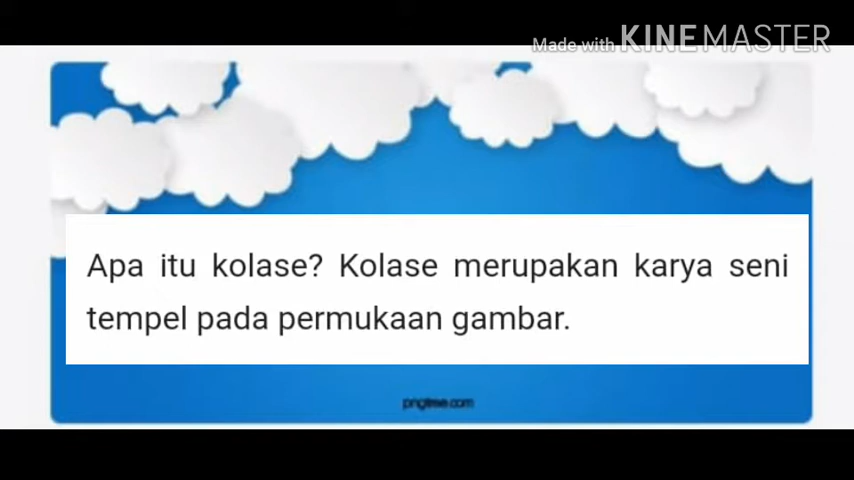 Made with KINEMASTER
Apa itu kolase? Kolase merupakan karya seni
tempel pada permukaan gambar.
pngtree.com